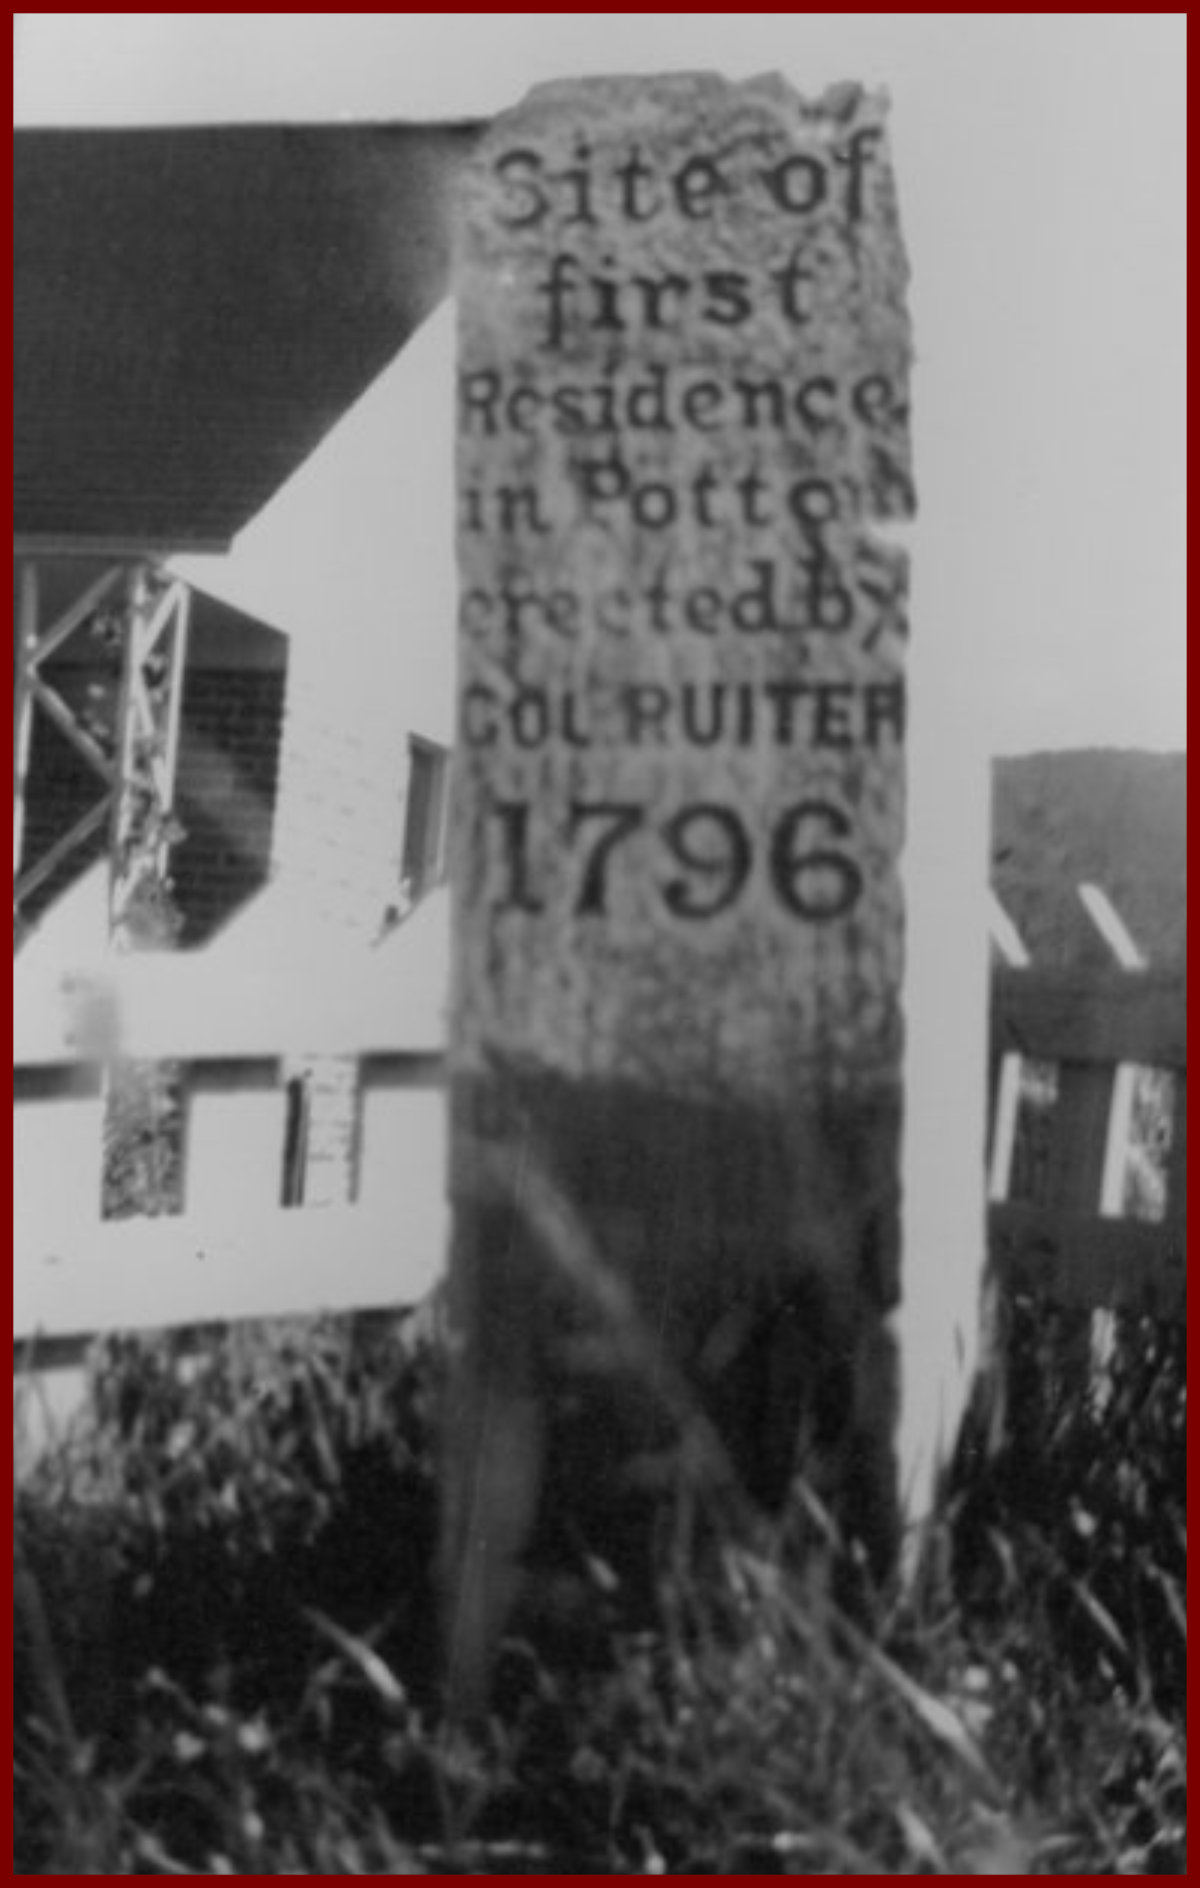 Site of
first
Residence
in Potton
erected by
COL RUITER
1796